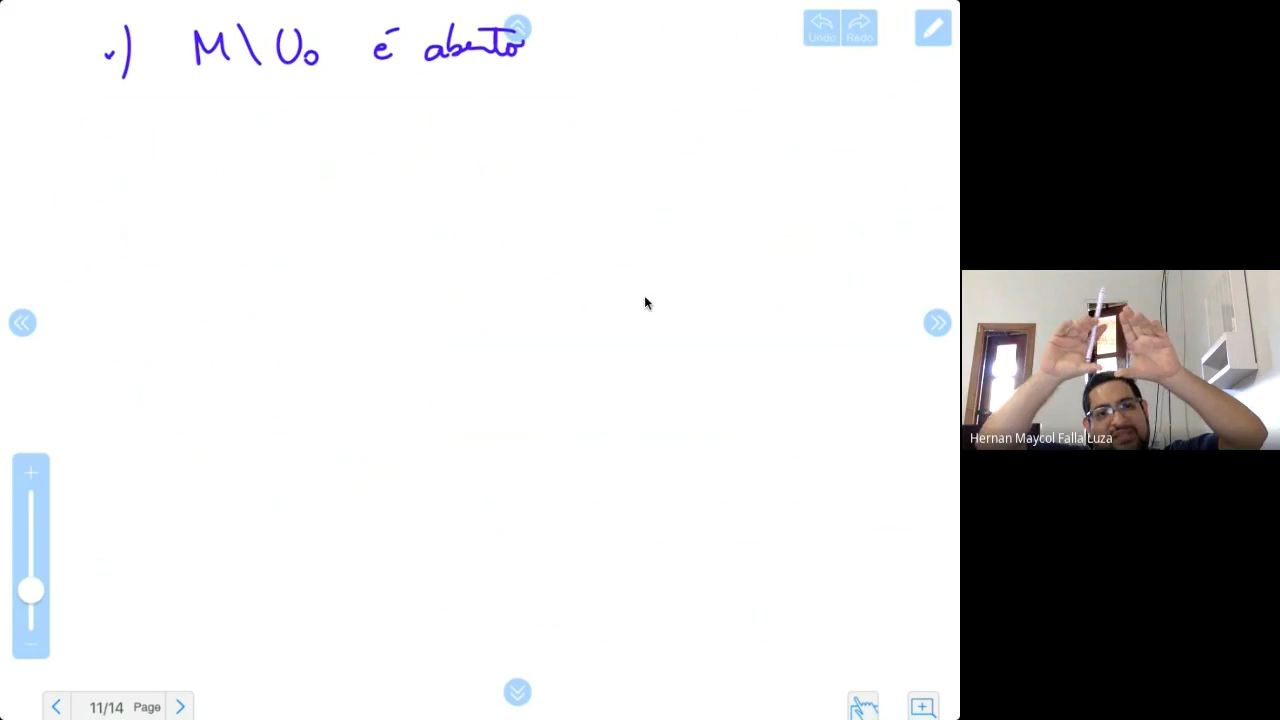 v) M \ U₀ é aberto
Undo Redo
Hernan Maycol Falla Luza
11/14 Page